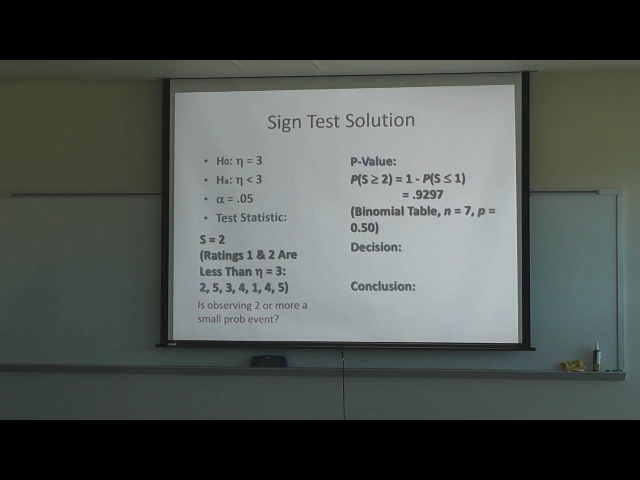 Sign Test Solution
• H0: η = 3
• Ha: η < 3
• α = .05
• Test Statistic:
S = 2
(Ratings 1 & 2 Are
Less Than η = 3:
2, 5, 3, 4, 1, 4, 5)
Is observing 2 or more a
small prob event?
P-Value:
P(S ≥ 2) = 1 - P(S ≤ 1)
= .9297
(Binomial Table, n = 7, p =
0.50)
Decision:
Conclusion: